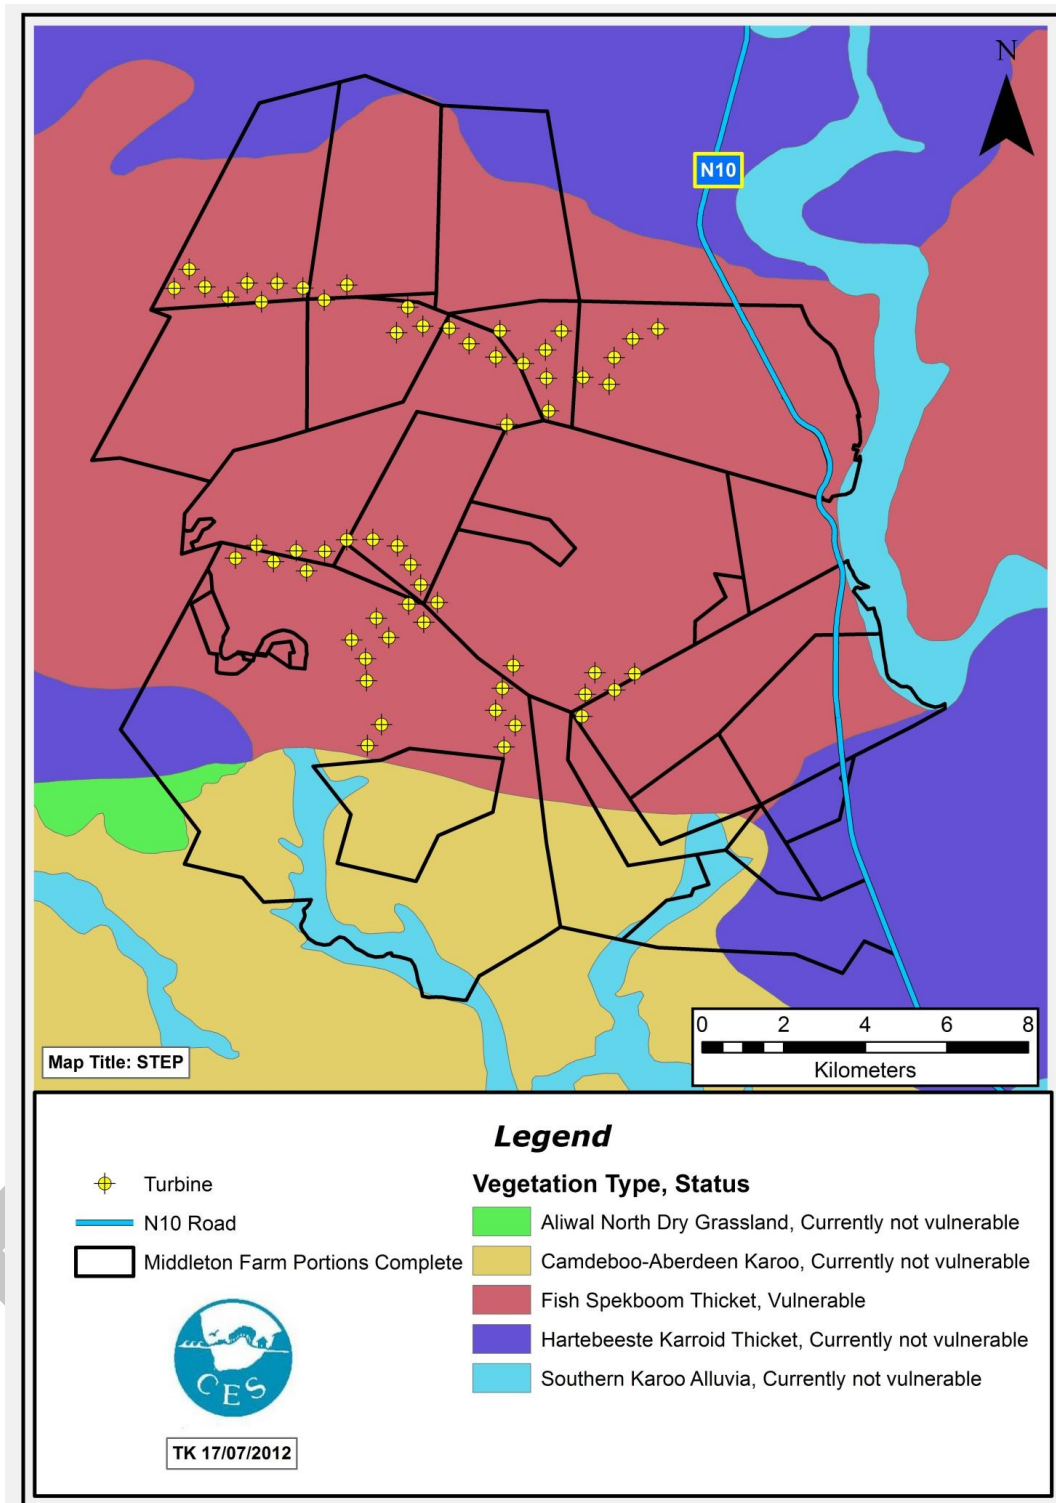 N
N10
0 2 4 6 8
Kilometers
Map Title: STEP
Legend
Turbine
N10 Road
Middleton Farm Portions Complete
Vegetation Type, Status
Aliwal North Dry Grassland, Currently not vulnerable
Camdeboo-Aberdeen Karoo, Currently not vulnerable
Fish Spekboom Thicket, Vulnerable
Hartebeeste Karroid Thicket, Currently not vulnerable
Southern Karoo Alluvia, Currently not vulnerable
CES
TK 17/07/2012